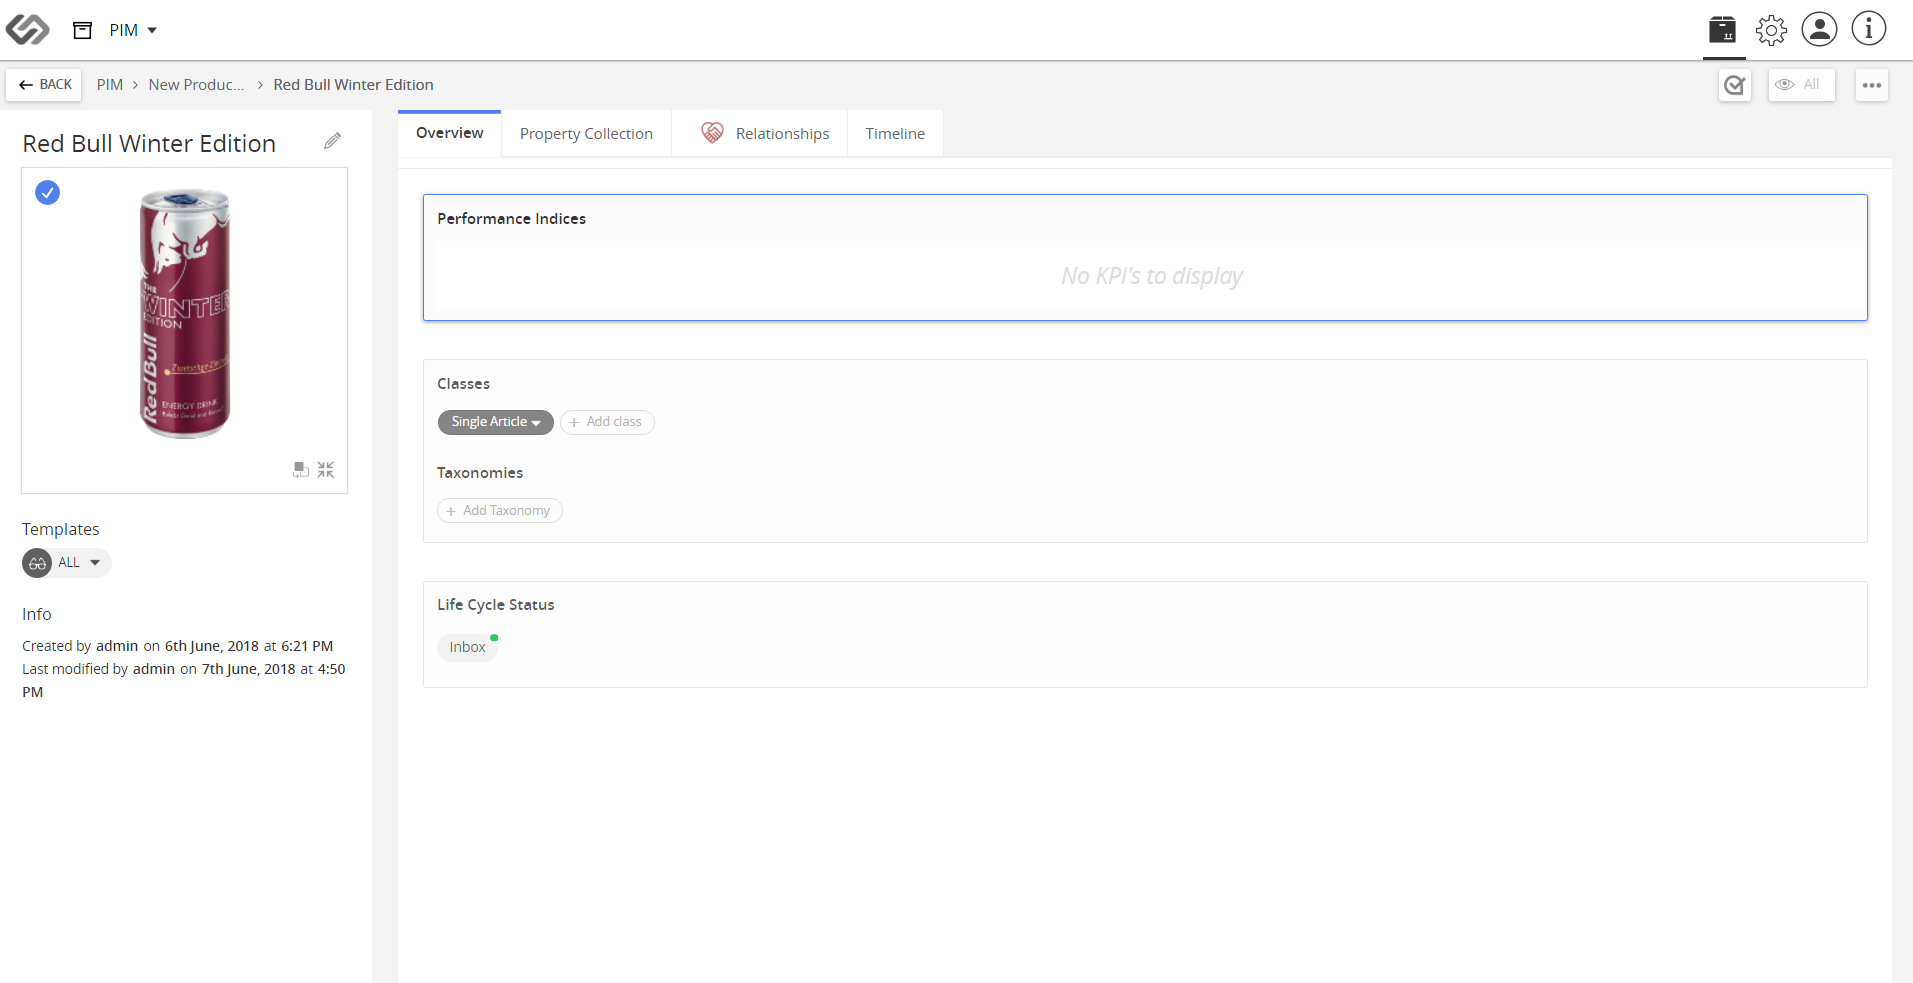 PIM
BACK
PIM > New Produc... > Red Bull Winter Edition
All
Red Bull Winter Edition
THE
WINTER
EDITION
Red Bull
ENERGY DRINK
Templates
ALL
Info
Created by admin on 6th June, 2018 at 6:21 PM
Last modified by admin on 7th June, 2018 at 4:50
PM
Overview
Property Collection
Relationships
Timeline
Performance Indices
No KPI's to display
Classes
Single Article
+ Add class
Taxonomies
+ Add Taxonomy
Life Cycle Status
Inbox